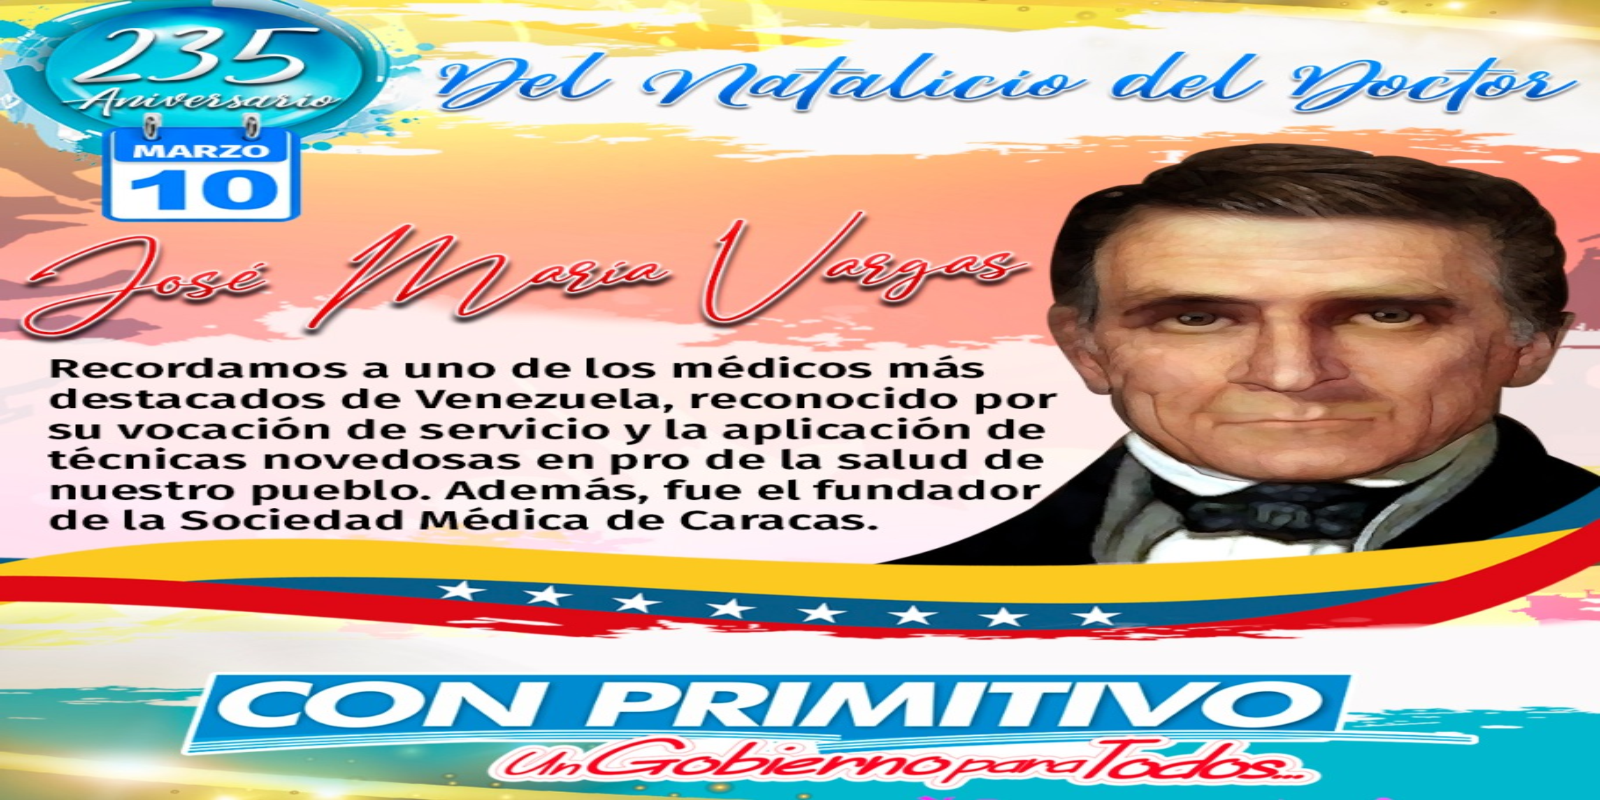 235
Aniversario
MARZO
10
Del Natalicio del Doctor
José María Vargas
Recordamos a uno de los médicos más
destacados de Venezuela, reconocido por
su vocación de servicio y la aplicación de
técnicas novedosas en pro de la salud de
nuestro pueblo. Además, fue el fundador
de la Sociedad Médica de Caracas.
CON PRIMITIVO
Un Gobierno para Todos...